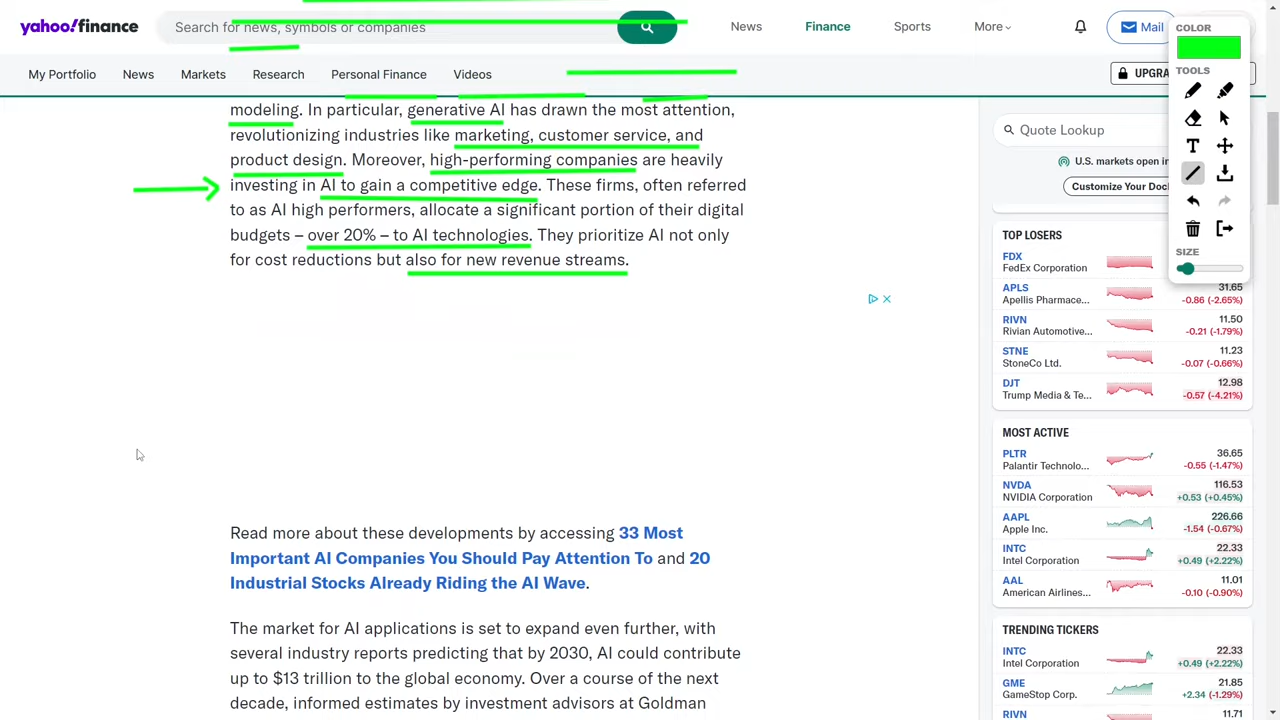 yahoo!finance
Search for news, symbols or companies
News
Finance
Sports
More
Mail
COLOR
TOOLS
SIZE
My Portfolio
News
Markets
Research
Personal Finance
Videos
UPGRA
modeling. In particular, generative AI has drawn the most attention,
revolutionizing industries like marketing, customer service, and
product design. Moreover, high-performing companies are heavily
investing in AI to gain a competitive edge. These firms, often referred
to as AI high performers, allocate a significant portion of their digital
budgets – over 20% – to AI technologies. They prioritize AI not only
for cost reductions but also for new revenue streams.
Read more about these developments by accessing 33 Most
Important AI Companies You Should Pay Attention To and 20
Industrial Stocks Already Riding the AI Wave.
The market for AI applications is set to expand even further, with
several industry reports predicting that by 2030, AI could contribute
up to $13 trillion to the global economy. Over a course of the next
decade, informed estimates by investment advisors at Goldman
Quote Lookup
U.S. markets open in
Customize Your Doc
TOP LOSERS
FDX
FedEx Corporation
APLS 31.65
Apellis Pharmace... -0.86 (-2.65%)
RIVN 11.50
Rivian Automotive... -0.21 (-1.79%)
STNE 11.23
StoneCo Ltd. -0.07 (-0.66%)
DJT 12.98
Trump Media & Te... -0.57 (-4.21%)
MOST ACTIVE
PLTR 36.65
Palantir Technolo... -0.55 (-1.47%)
NVDA 116.53
NVIDIA Corporation +0.53 (+0.45%)
AAPL 226.66
Apple Inc. -1.54 (-0.67%)
INTC 22.33
Intel Corporation +0.49 (+2.22%)
AAL 11.01
American Airlines... -0.10 (-0.90%)
TRENDING TICKERS
INTC 22.33
Intel Corporation +0.49 (+2.22%)
GME 21.85
GameStop Corp. +2.34 (-1.29%)
RIVN 11.71